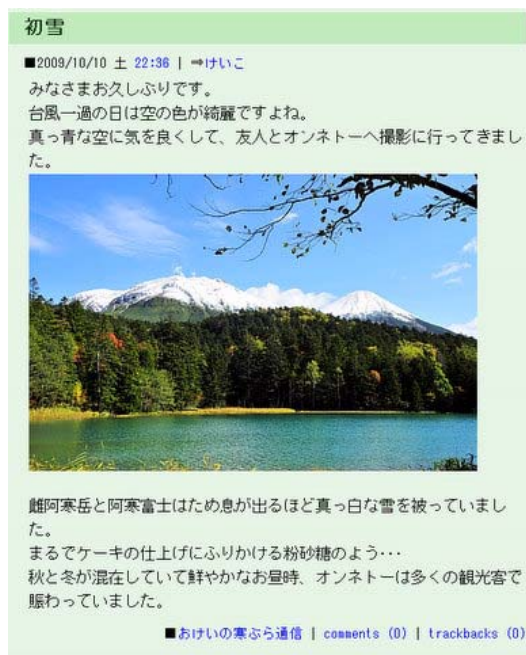 初雪
■2009/10/10 土 22:36 | ⇒けいこ
みなさまお久しぶりです。
台風一過の日は空の色が綺麗ですよね。
真っ青な空に気を良くして、友人とオンネトーへ撮影に行ってきまし
た。
雌阿寒岳と阿寒富士はため息が出るほど真っ白な雪を被っていまし
た。
まるでケーキの仕上げにふりかける粉砂糖のよう・・・
秋と冬が混在していて鮮やかなお昼時、オンネトーは多くの観光客で
賑わっていました。
■おけいの寒ぶら通信 | comments (0) | trackbacks (0)